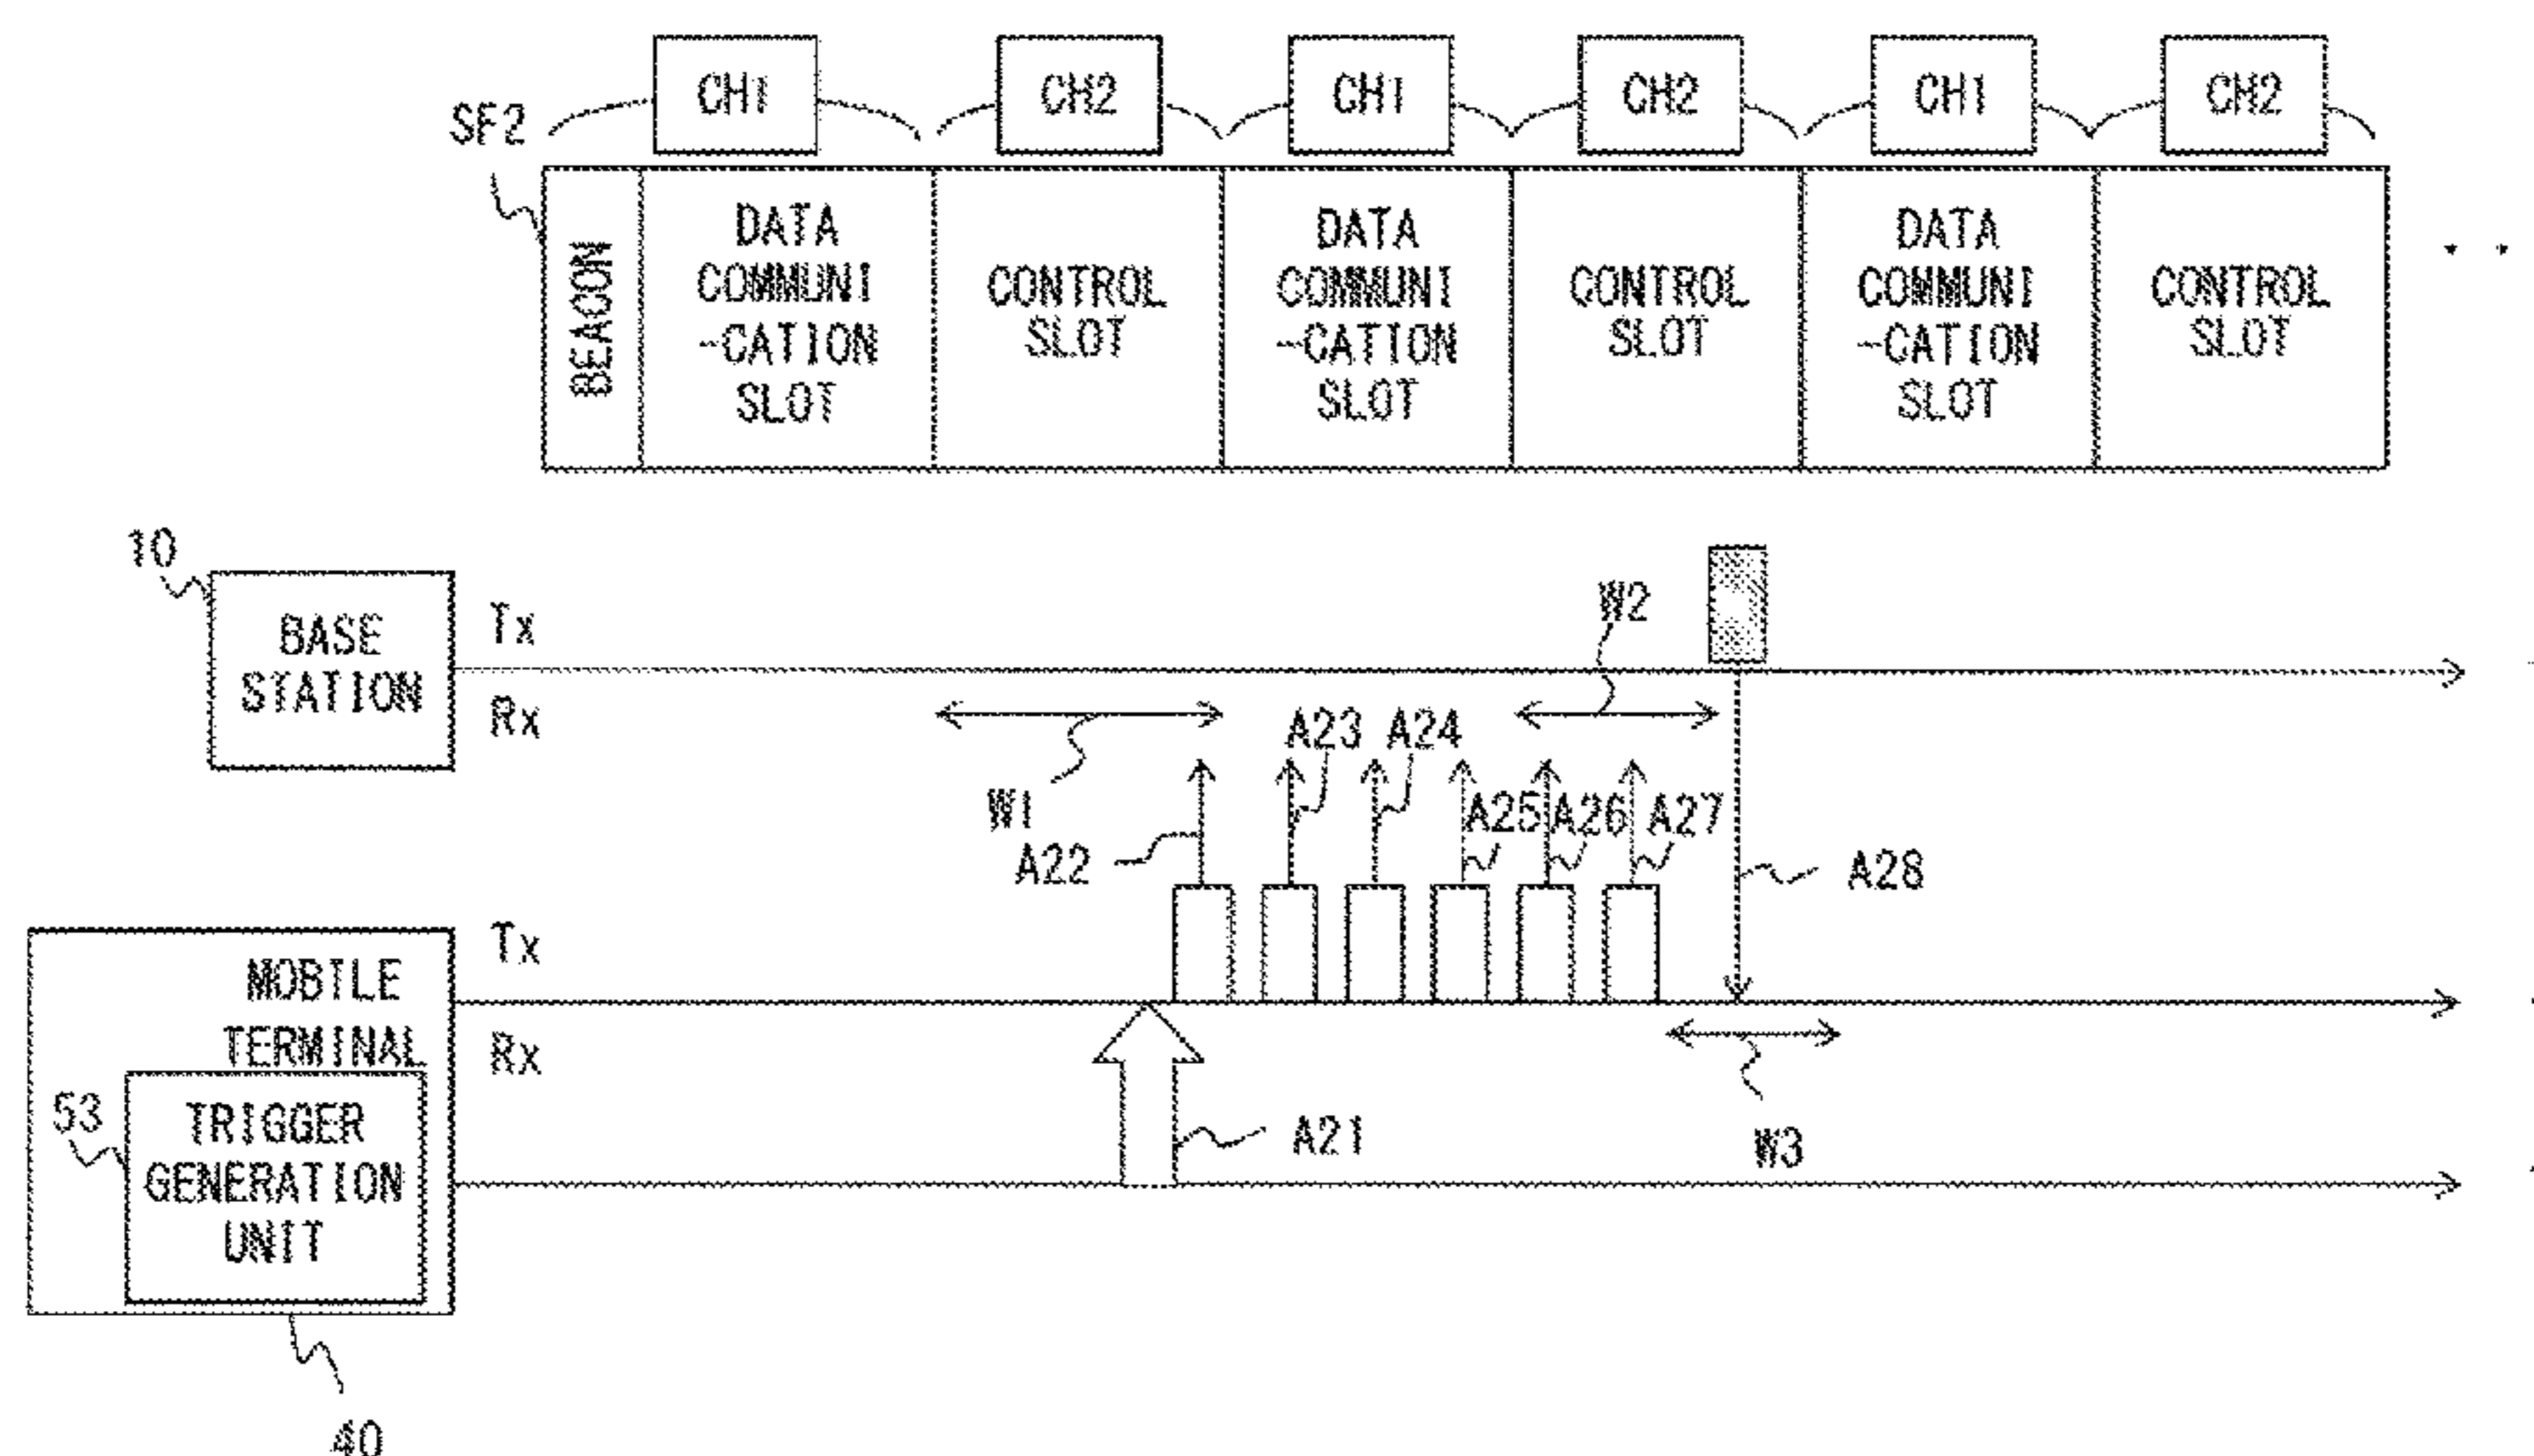 CH1 CH2 CH1 CH2 CH1 CH2
SF2
BEACON
DATA
COMMUNI
-CATION
SLOT
CONTROL
SLOT
DATA
COMMUNI
-CATION
SLOT
CONTROL
SLOT
DATA
COMMUNI
-CATION
SLOT
CONTROL
SLOT
. .
10
BASE
STATION
Tx
Rx
W2
W1
A22
A23 A24
A25 A26 A27
A28
MOBILE
TERMINAL
Tx
Rx
53
TRIGGER
GENERATION
UNIT
A21
W3
40